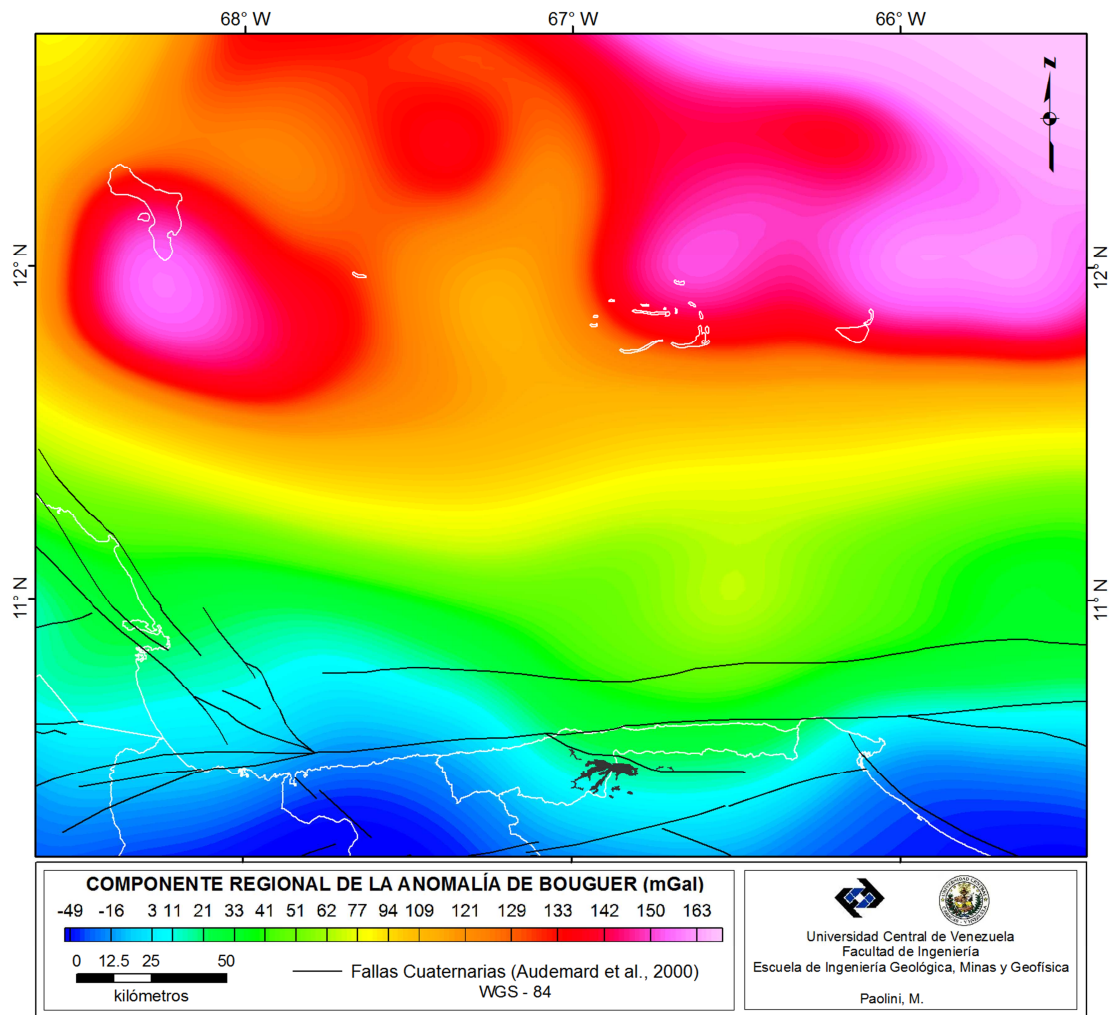 68° W 67° W 66° W
N
12° N 12° N
11° N 11° N
COMPONENTE REGIONAL DE LA ANOMALÍA DE BOUGUER (mGal)
-49 -16 3 11 21 33 41 51 62 77 94 109 121 129 133 142 150 163
0 12.5 25 50
kilómetros
Fallas Cuaternarias (Audemard et al., 2000)
WGS - 84
Universidad Central de Venezuela
Facultad de Ingeniería
Escuela de Ingeniería Geológica, Minas y Geofísica
Paolini, M.